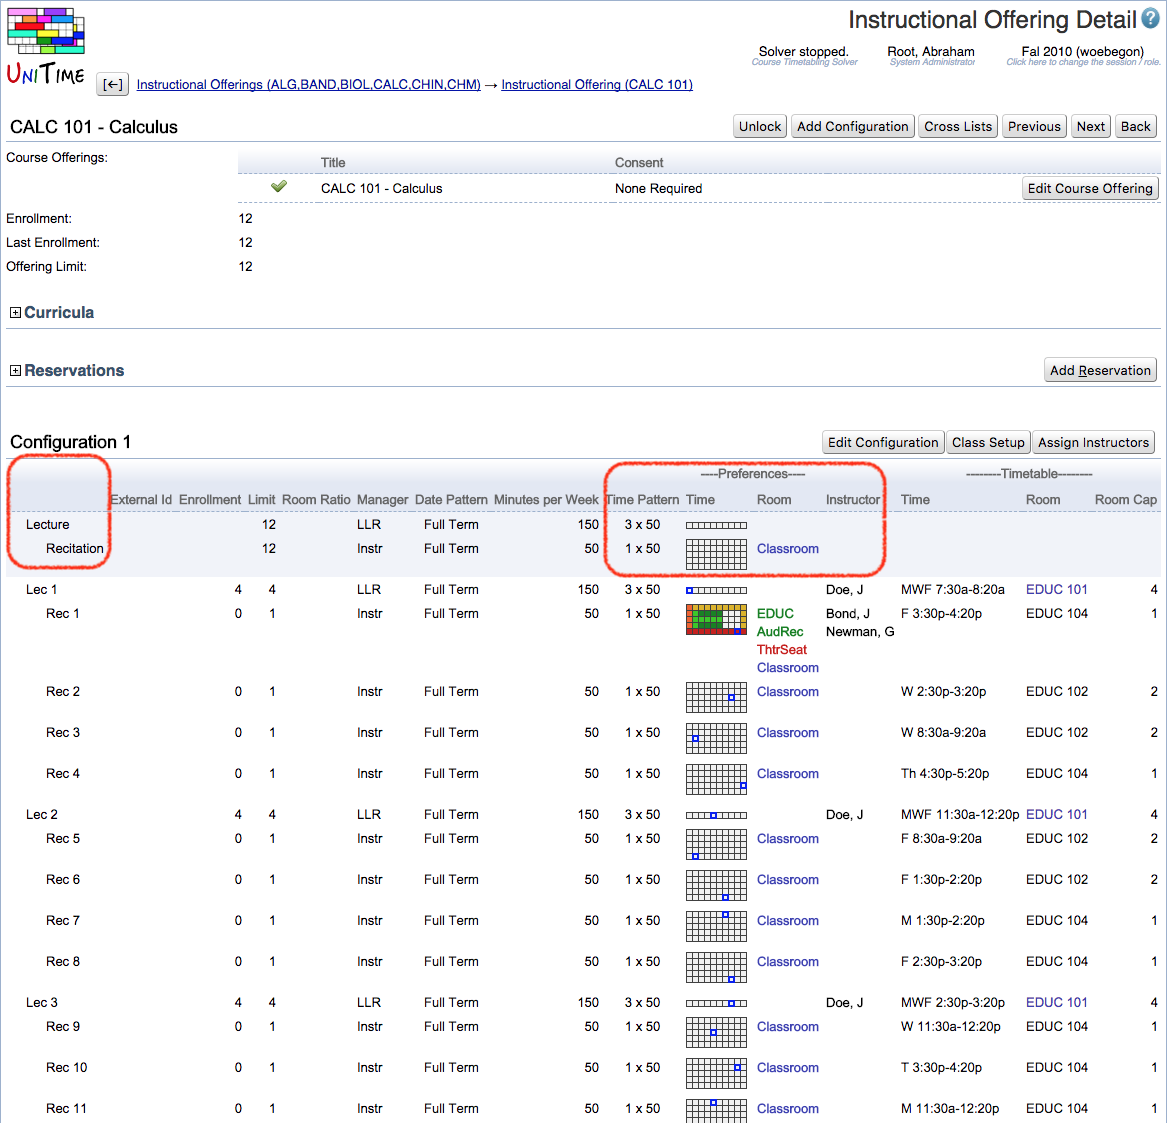 Instructional Offering Detail
UNITIME
Solver stopped. Root, Abraham Fal 2010 (woebegon)
Course Timetabling Solver System Administrator Click here to change the session / role.
[←] Instructional Offerings (ALG,BAND,BIOL,CALC,CHIN,CHM) → Instructional Offering (CALC 101)
CALC 101 - Calculus Unlock Add Configuration Cross Lists Previous Next Back
Course Offerings: Title Consent
CALC 101 - Calculus None Required Edit Course Offering
Enrollment: 12
Last Enrollment: 12
Offering Limit: 12
Curricula
Reservations Add Reservation
Configuration 1 Edit Configuration Class Setup Assign Instructors
----Preferences---- --------Timetable--------
External Id Enrollment Limit Room Ratio Manager Date Pattern Minutes per Week Time Pattern Time Room Instructor Time Room Room Cap
Lecture 12 LLR Full Term 150 3 x 50
Recitation 12 Instr Full Term 50 1 x 50 Classroom
Lec 1 4 4 LLR Full Term 150 3 x 50 Doe, J MWF 7:30a-8:20a EDUC 101 4
Rec 1 0 1 Instr Full Term 50 1 x 50 EDUC Bond, J F 3:30p-4:20p EDUC 104 1
AudRec Newman, G
ThtrSeat
Classroom
Rec 2 0 1 Instr Full Term 50 1 x 50 Classroom W 2:30p-3:20p EDUC 102 2
Rec 3 0 1 Instr Full Term 50 1 x 50 Classroom W 8:30a-9:20a EDUC 102 2
Rec 4 0 1 Instr Full Term 50 1 x 50 Classroom Th 4:30p-5:20p EDUC 104 1
Lec 2 4 4 LLR Full Term 150 3 x 50 Doe, J MWF 11:30a-12:20p EDUC 101 4
Rec 5 0 1 Instr Full Term 50 1 x 50 Classroom F 8:30a-9:20a EDUC 102 2
Rec 6 0 1 Instr Full Term 50 1 x 50 Classroom F 1:30p-2:20p EDUC 102 2
Rec 7 0 1 Instr Full Term 50 1 x 50 Classroom M 1:30p-2:20p EDUC 104 1
Rec 8 0 1 Instr Full Term 50 1 x 50 Classroom F 2:30p-3:20p EDUC 104 1
Lec 3 4 4 LLR Full Term 150 3 x 50 Doe, J MWF 2:30p-3:20p EDUC 101 4
Rec 9 0 1 Instr Full Term 50 1 x 50 Classroom W 11:30a-12:20p EDUC 104 1
Rec 10 0 1 Instr Full Term 50 1 x 50 Classroom T 3:30p-4:20p EDUC 104 1
Rec 11 0 1 Instr Full Term 50 1 x 50 Classroom M 11:30a-12:20p EDUC 104 1